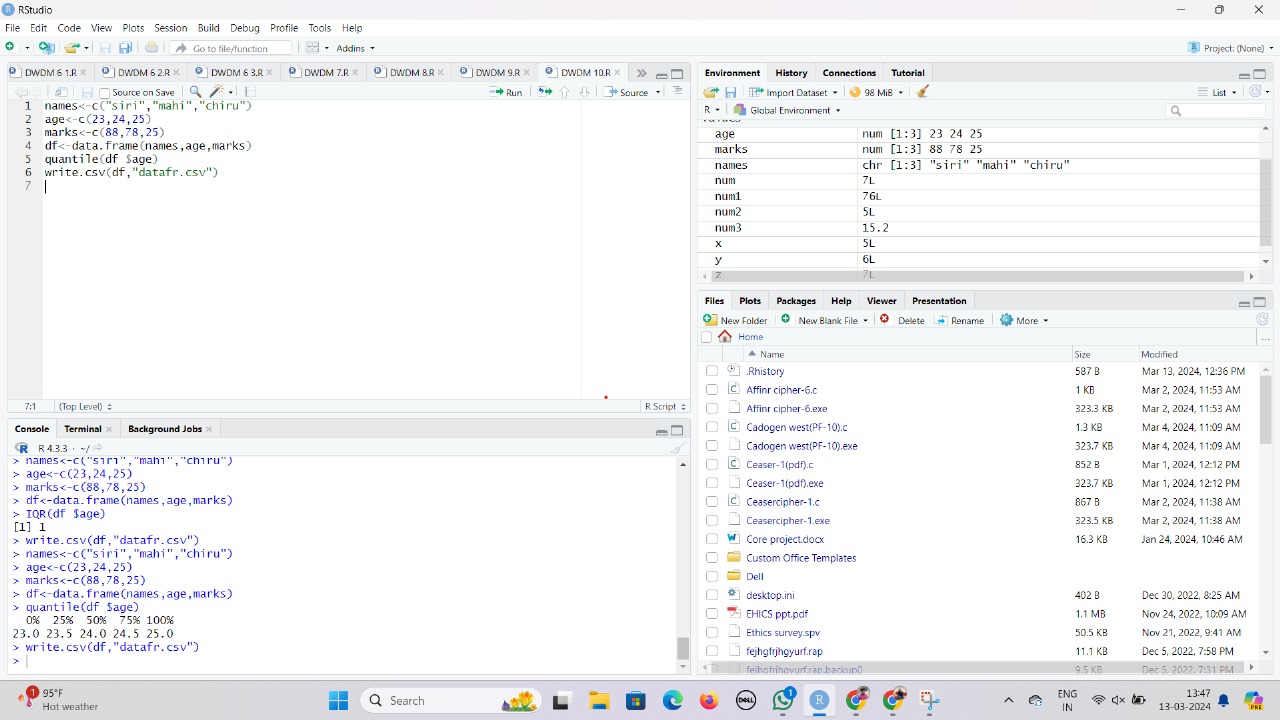 RStudio
File Edit Code View Plots Session Build Debug Profile Tools Help
Go to file/function Addins Project: (None)
DWDM 6 1.R DWDM 6 2.R DWDM 6 3.R DWDM 7.R DWDM 8.R DWDM 9.R DWDM 10.R
Source on Save Run Source
1 names<-c("siri","mahi","chiru")
2 age<-c(23,24,25)
3 marks<-c(88,78,25)
4 df<-data.frame(names,age,marks)
5 quantile(df $age)
6 write.csv(df,"datafr.csv")
7
7:1 (Top Level) R Script
Console Terminal Background Jobs
R 4.3.3 · ~/
> names<-c("siri","mahi","chiru")
> age<-c(23,24,25)
> marks<-c(88,78,25)
> df<-data.frame(names,age,marks)
> IQR(df $age)
[1] 1
> write.csv(df,"datafr.csv")
> names<-c("siri","mahi","chiru")
> age<-c(23,24,25)
> marks<-c(88,78,25)
> df<-data.frame(names,age,marks)
> quantile(df $age)
25% 50% 75% 100%
23.0 23.5 24.0 24.5 25.0
> write.csv(df,"datafr.csv")
>
Environment History Connections Tutorial
Import Dataset 98 MiB List
R Global Environment
values
age num [1:3] 23 24 25
marks num [1:3] 88 78 25
names chr [1:3] "siri" "mahi" "chiru"
num 7L
num1 76L
num2 5L
num3 15.2
x 5L
y 6L
z 7L
Files Plots Packages Help Viewer Presentation
New Folder New Blank File Delete Rename More
Home
Name Size Modified
.Rhistory 587 B Mar 13, 2024, 12:36 PM
Affinr cipher-6.c 1 KB Mar 2, 2024, 11:53 AM
Affinr cipher-6.exe 323.3 KB Mar 2, 2024, 11:53 AM
Cadogen west(PF-10).c 1.3 KB Mar 4, 2024, 11:09 AM
Cadogen west(PF-10).exe 323.7 KB Mar 4, 2024, 11:09 AM
Ceaser-1(pdf).c 852 B Mar 1, 2024, 12:12 PM
Ceaser-1(pdf).exe 323.7 KB Mar 1, 2024, 12:12 PM
Ceasercipher-1.c 867 B Mar 2, 2024, 11:38 AM
Ceasercipher-1.exe 323.5 KB Mar 2, 2024, 11:38 AM
Core project.docx 16.3 KB Jan 24, 2024, 10:46 AM
Custom Office Templates
Dell
desktop.ini 402 B Dec 30, 2022, 8:25 AM
EHICS ppt.pdf 1.1 MB Nov 24, 2022, 10:09 AM
Ethics survey.spv 50.5 KB Nov 21, 2022, 9:41 AM
fejhgfrjhgyurf.rap 11.1 KB Dec 5, 2022, 7:58 PM
fejhgfrjhgyurf.rap.backup0 9.5 KB Dec 5, 2022, 7:31 PM
1 95°F
Hot weather
Search
DELL
1
ENG
IN
13:47
13-03-2024
PRE